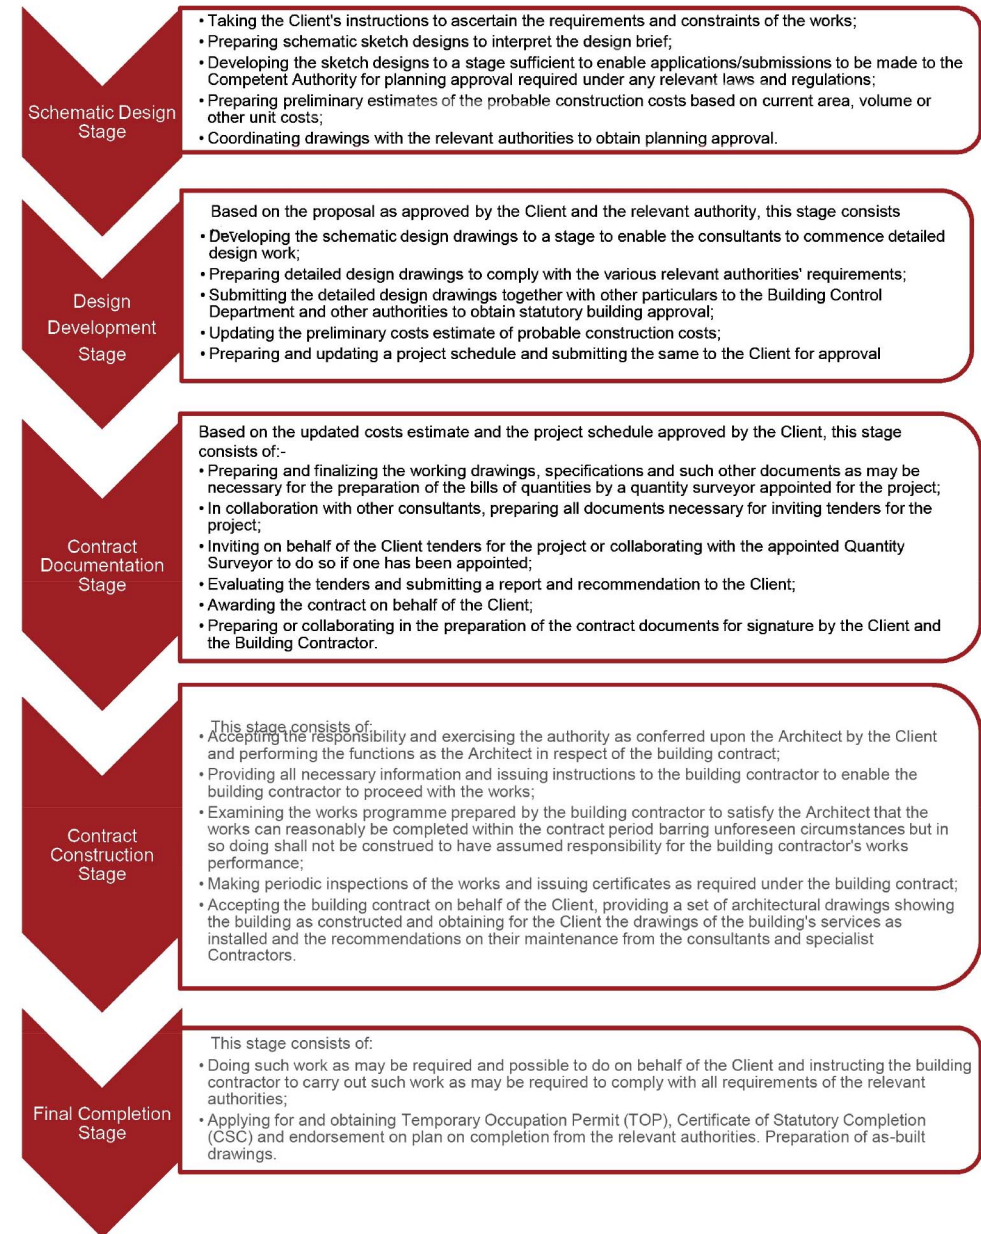 Schematic Design
Stage
• Taking the Client's instructions to ascertain the requirements and constraints of the works;
• Preparing schematic sketch designs to interpret the design brief;
• Developing the sketch designs to a stage sufficient to enable applications/submissions to be made to the
Competent Authority for planning approval required under any relevant laws and regulations;
• Preparing preliminary estimates of the probable construction costs based on current area, volume or
other unit costs;
• Coordinating drawings with the relevant authorities to obtain planning approval.
Design
Development
Stage
Based on the proposal as approved by the Client and the relevant authority, this stage consists
• Developing the schematic design drawings to a stage to enable the consultants to commence detailed
design work;
• Preparing detailed design drawings to comply with the various relevant authorities' requirements;
• Submitting the detailed design drawings together with other particulars to the Building Control
Department and other authorities to obtain statutory building approval;
• Updating the preliminary costs estimate of probable construction costs;
• Preparing and updating a project schedule and submitting the same to the Client for approval
Contract
Documentation
Stage
Based on the updated costs estimate and the project schedule approved by the Client, this stage
consists of:-
• Preparing and finalizing the working drawings, specifications and such other documents as may be
necessary for the preparation of the bills of quantities by a quantity surveyor appointed for the project;
• In collaboration with other consultants, preparing all documents necessary for inviting tenders for the
project;
• Inviting on behalf of the Client tenders for the project or collaborating with the appointed Quantity
Surveyor to do so if one has been appointed;
• Evaluating the tenders and submitting a report and recommendation to the Client;
• Awarding the contract on behalf of the Client;
• Preparing or collaborating in the preparation of the contract documents for signature by the Client and
the Building Contractor.
Contract
Construction
Stage
This stage consists of:
• Accepting the responsibility and exercising the authority as conferred upon the Architect by the Client
and performing the functions as the Architect in respect of the building contract;
• Providing all necessary information and issuing instructions to the building contractor to enable the
building contractor to proceed with the works;
• Examining the works programme prepared by the building contractor to satisfy the Architect that the
works can reasonably be completed within the contract period barring unforeseen circumstances but in
so doing shall not be construed to have assumed responsibility for the building contractor's works
performance;
• Making periodic inspections of the works and issuing certificates as required under the building contract;
• Accepting the building contract on behalf of the Client, providing a set of architectural drawings showing
the building as constructed and obtaining for the Client the drawings of the building's services as
installed and the recommendations on their maintenance from the consultants and specialist
Contractors.
Final Completion
Stage
This stage consists of:
• Doing such work as may be required and possible to do on behalf of the Client and instructing the building
contractor to carry out such work as may be required to comply with all requirements of the relevant
authorities;
• Applying for and obtaining Temporary Occupation Permit (TOP), Certificate of Statutory Completion
(CSC) and endorsement on plan on completion from the relevant authorities. Preparation of as-built
drawings.